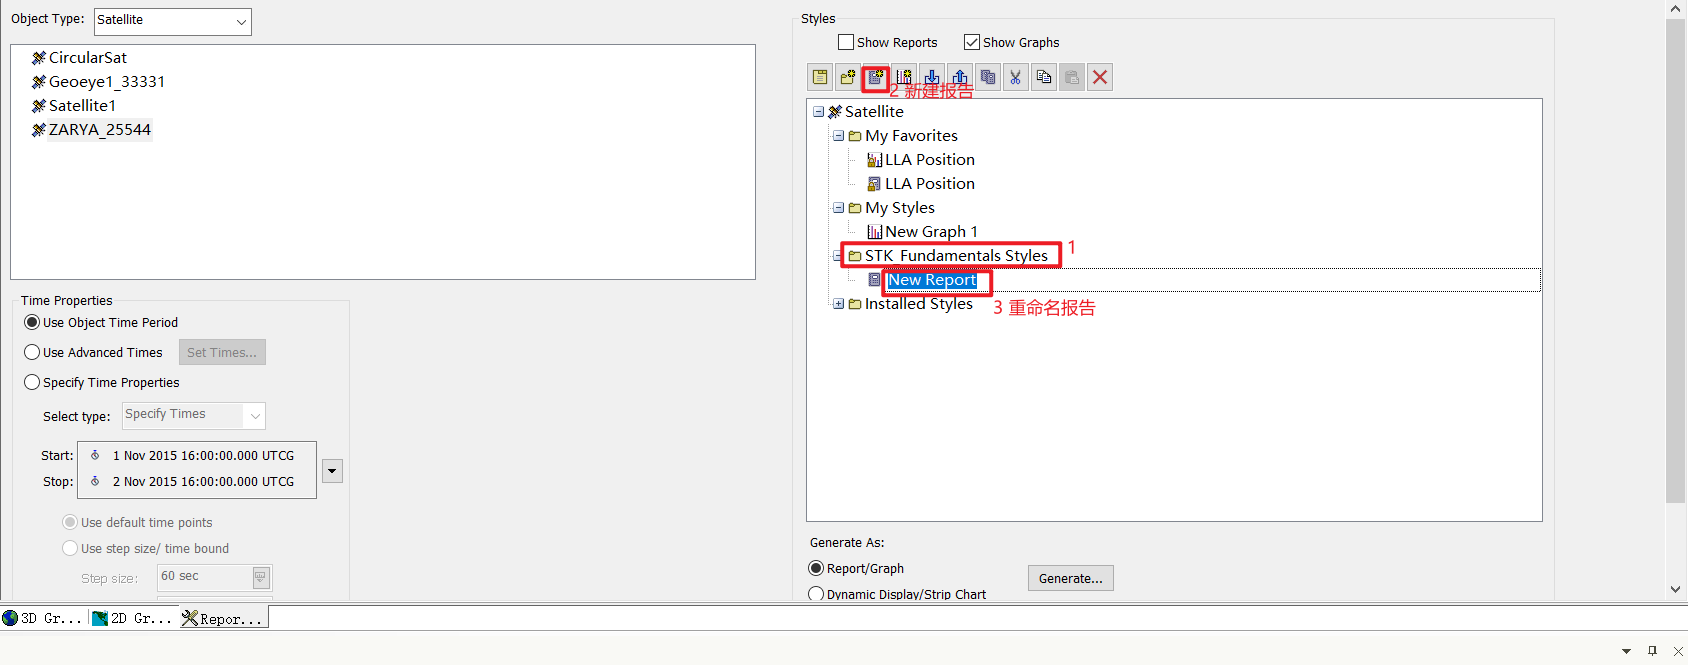 Object Type:
Satellite
CircularSat
Geoeye1_33331
Satellite1
ZARYA_25544
Time Properties
Use Object Time Period
Use Advanced Times
Set Times...
Specify Time Properties
Select type:
Specify Times
Start:
1 Nov 2015 16:00:00.000 UTCG
Stop:
2 Nov 2015 16:00:00.000 UTCG
Use default time points
Use step size/ time bound
Step size:
60 sec
Styles
Show Reports
Show Graphs
2 新建报告
Satellite
My Favorites
LLA Position
LLA Position
My Styles
New Graph 1
STK_Fundamentals Styles
1
New Report
3 重命名报告
Installed Styles
Generate As:
Report/Graph
Generate...
Dynamic Display/Strip Chart
3D Gr...
2D Gr...
Repor...